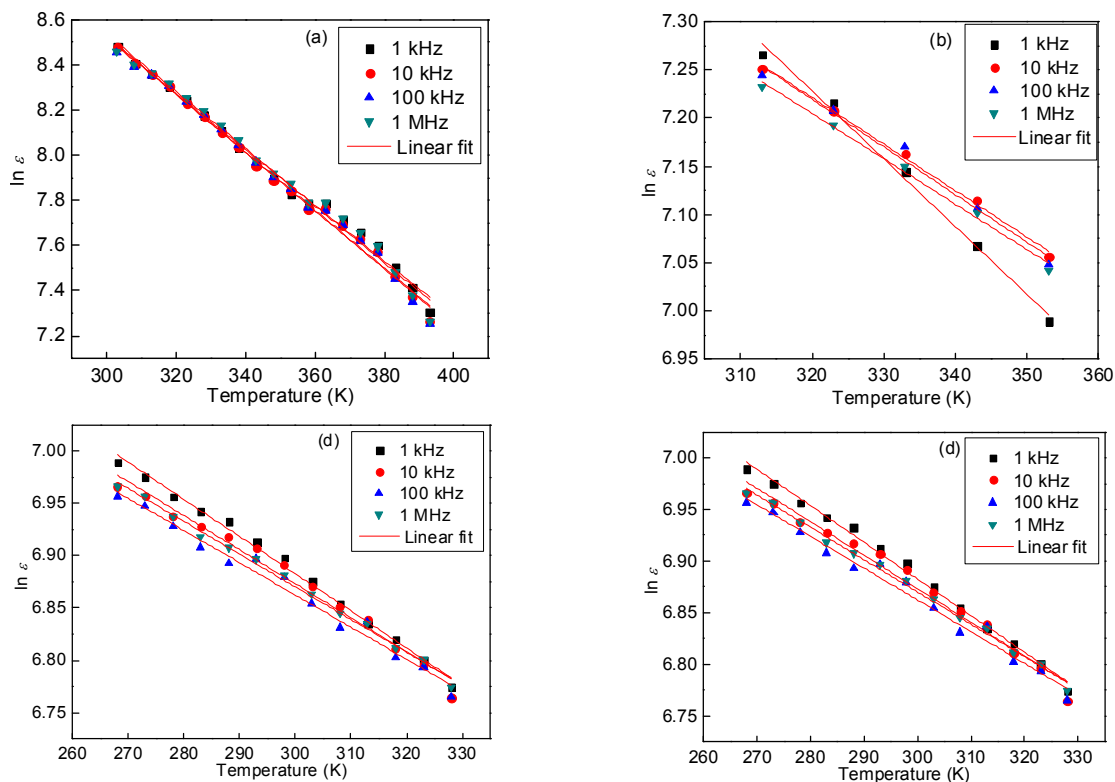 (a)
1 kHz
10 kHz
100 kHz
1 MHz
Linear fit
8.6
8.4
8.2
8.0
7.8
7.6
7.4
7.2
ln ε
300 320 340 360 380 400
Temperature (K)
(b)
1 kHz
10 kHz
100 kHz
1 MHz
Linear fit
7.30
7.25
7.20
7.15
7.10
7.05
7.00
6.95
ln ε
310 320 330 340 350 360
Temperature (K)
(d)
1 kHz
10 kHz
100 kHz
1 MHz
Linear fit
7.00
6.95
6.90
6.85
6.80
6.75
ln ε
260 270 280 290 300 310 320 330
Temperature (K)
(d)
1 kHz
10 kHz
100 kHz
1 MHz
Linear fit
7.00
6.95
6.90
6.85
6.80
6.75
ln ε
260 270 280 290 300 310 320 330
Temperature (K)